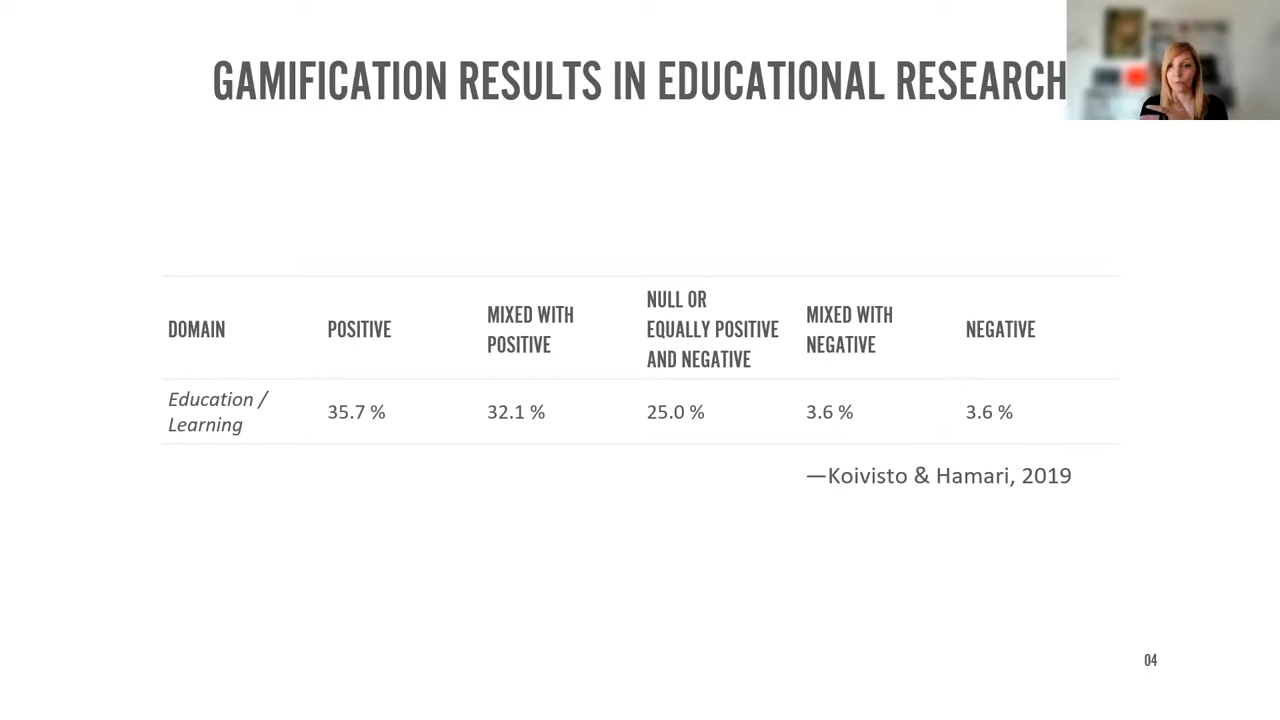 GAMIFICATION RESULTS IN EDUCATIONAL RESEARCH
DOMAIN
POSITIVE
MIXED WITH
POSITIVE
NULL OR
EQUALLY POSITIVE
AND NEGATIVE
MIXED WITH
NEGATIVE
NEGATIVE
Education /
Learning
35.7 %
32.1 %
25.0 %
3.6 %
3.6 %
—Koivisto & Hamari, 2019
04